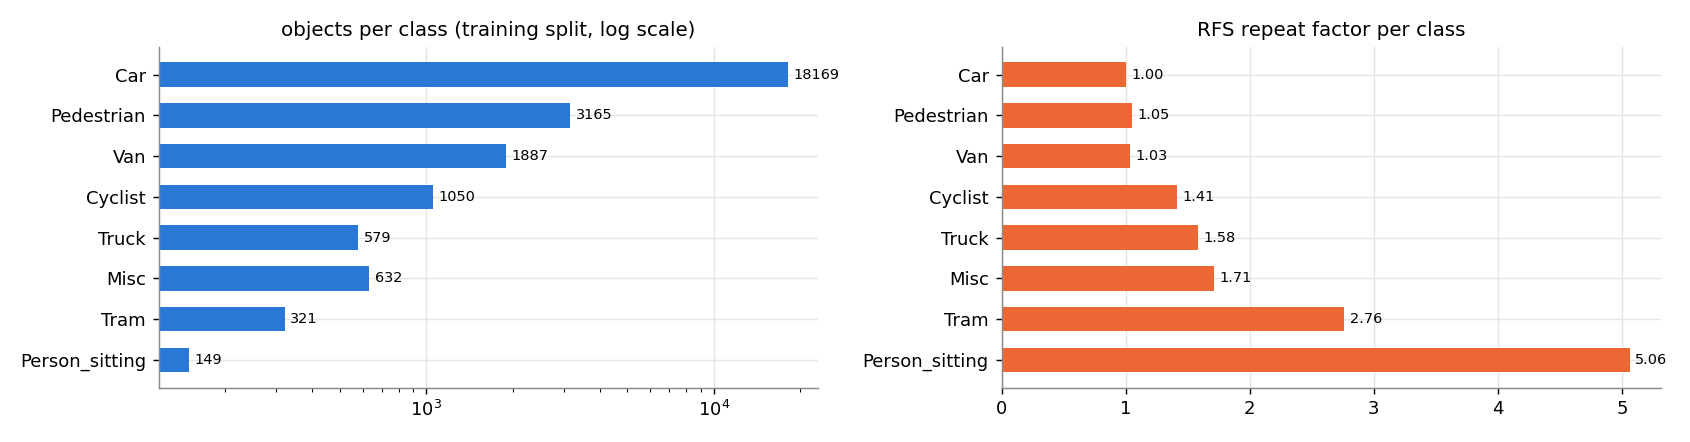 objects per class (training split, log scale)
Car 18169
Pedestrian 3165
Van 1887
Cyclist 1050
Truck 579
Misc 632
Tram 321
Person_sitting 149
10³ 10⁴
RFS repeat factor per class
Car 1.00
Pedestrian 1.05
Van 1.03
Cyclist 1.41
Truck 1.58
Misc 1.71
Tram 2.76
Person_sitting 5.06
0 1 2 3 4 5